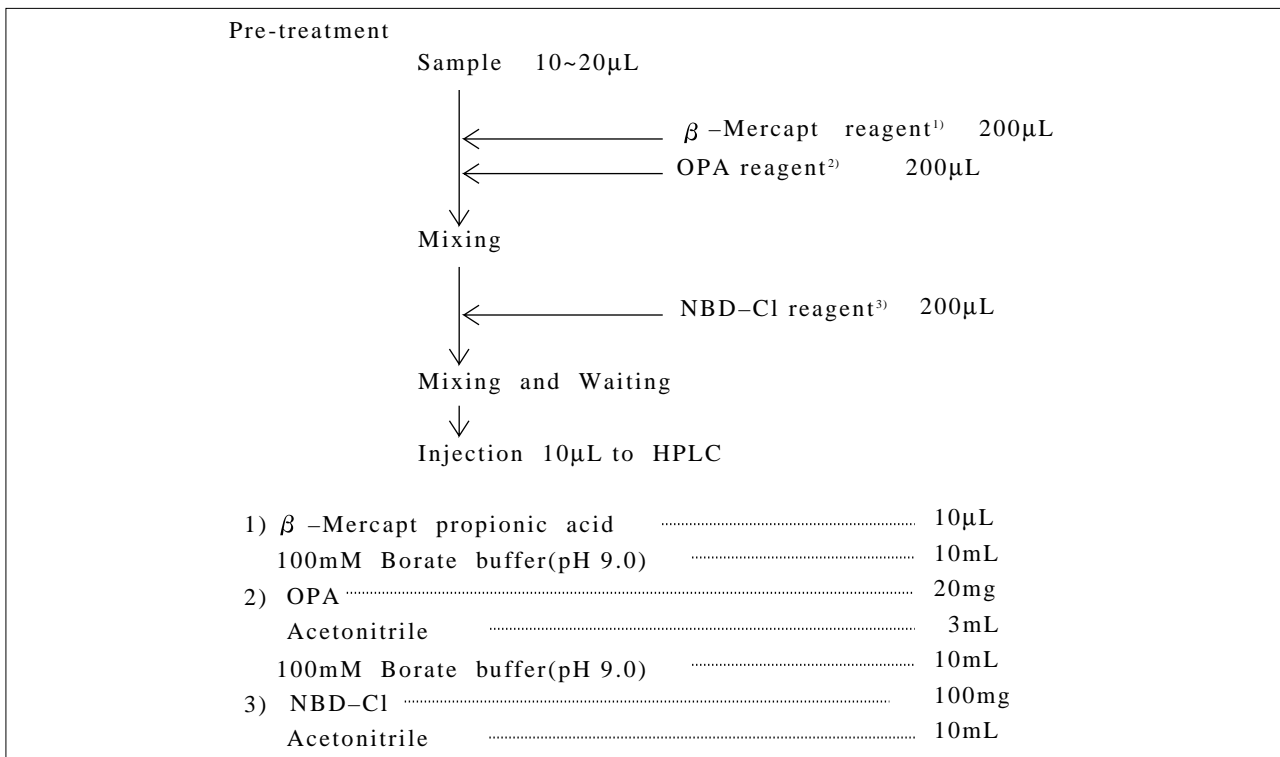 Pre-treatment
Sample 10~20μL
β –Mercapt reagent1) 200μL
OPA reagent2) 200μL
Mixing
NBD–Cl reagent3) 200μL
Mixing and Waiting
Injection 10μL to HPLC
1) β –Mercapt propionic acid 10μL
100mM Borate buffer(pH 9.0) 10mL
2) OPA 20mg
Acetonitrile 3mL
100mM Borate buffer(pH 9.0) 10mL
3) NBD–Cl 100mg
Acetonitrile 10mL